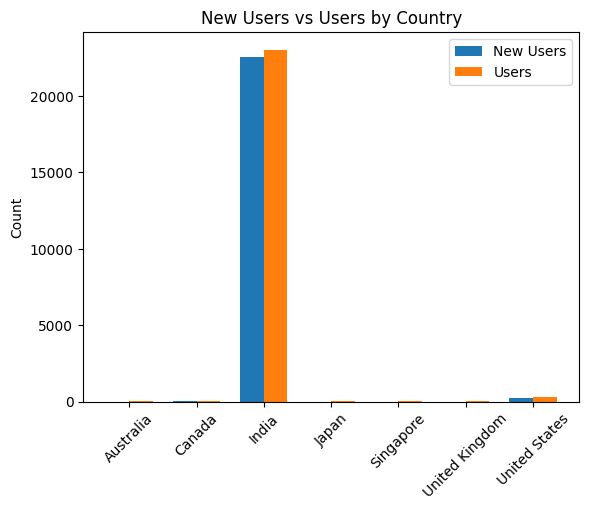 New Users vs Users by Country
New Users
Users
Count
20000
15000
10000
5000
0
Australia
Canada
India
Japan
Singapore
United Kingdom
United States